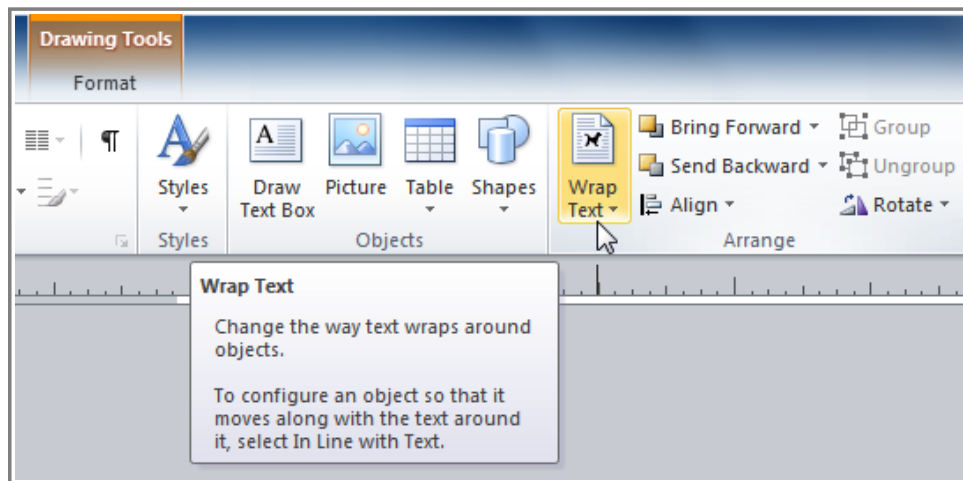 Drawing Tools
Format
Styles
Draw
Text Box
Picture
Table
Shapes
Wrap
Text
Bring Forward
Send Backward
Align
Group
Ungroup
Rotate
Styles
Objects
Arrange
Wrap Text
Change the way text wraps around
objects.
To configure an object so that it
moves along with the text around
it, select In Line with Text.